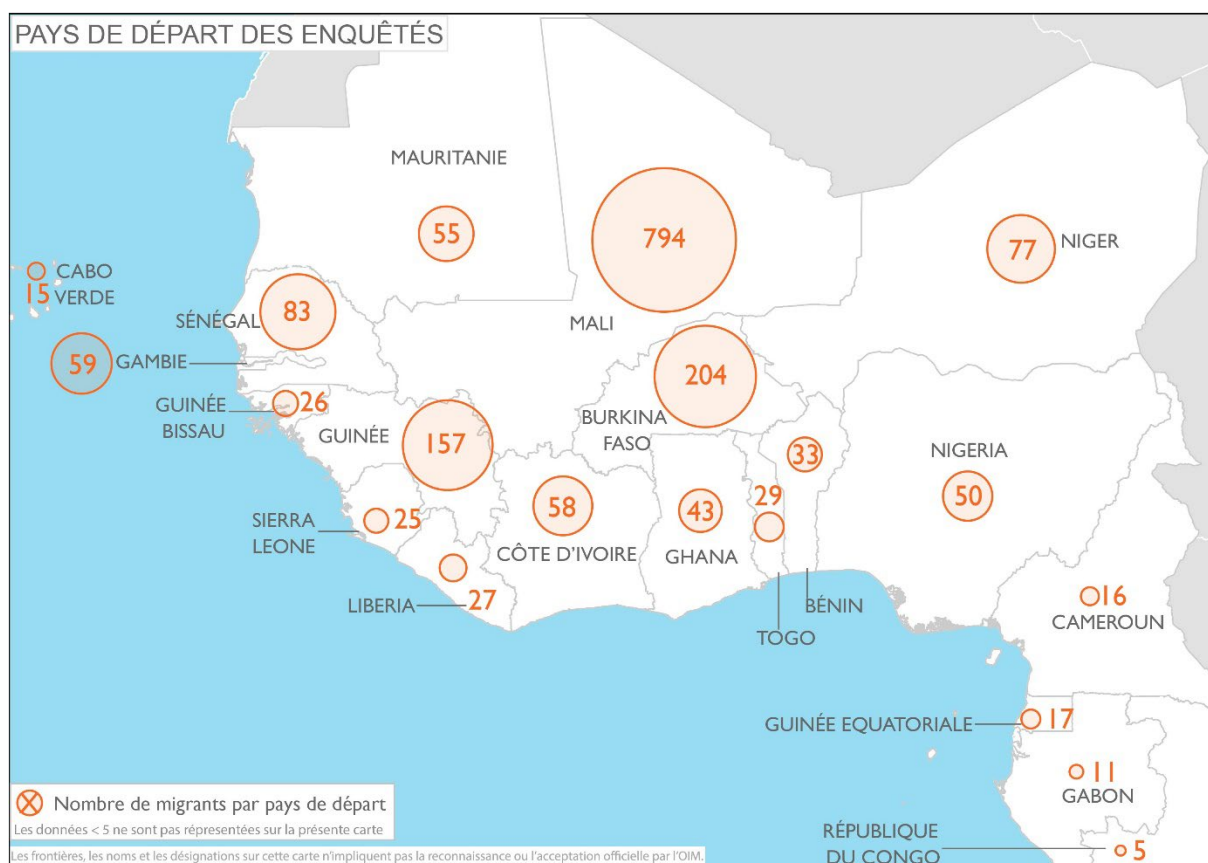 PAYS DE DÉPART DES ENQUÊTÉS
MAURITANIE
55
794
MALI
77
NIGER
CABO
15 VERDE
SÉNÉGAL
83
59
GAMBIE
204
BURKINA
FASO
GUINÉE
BISSAU
26
GUINÉE
157
33
NIGERIA
50
29
SIERRA
LEONE
25
58
CÔTE D'IVOIRE
43
GHANA
LIBERIA
27
BÉNIN
TOGO
16
CAMEROUN
GUINÉE EQUATORIALE
17
11
GABON
RÉPUBLIQUE
DU CONGO
5
Nombre de migrants par pays de départ
Les données < 5 ne sont pas répresentées sur la présente carte
Les frontières, les noms et les désignations sur cette carte n'impliquent pas la reconnaissance ou l'acceptation officielle par l'OIM.